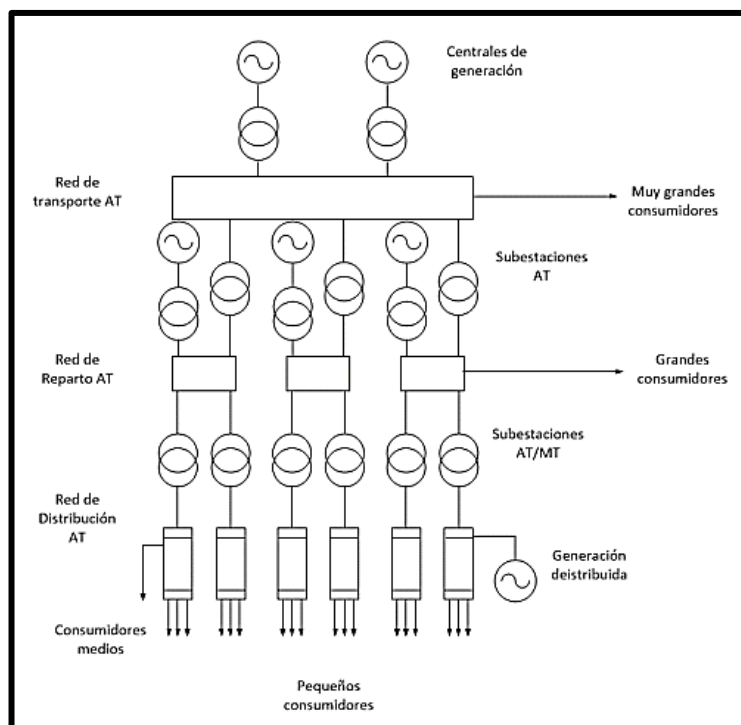 Centrales de
generación
Red de
transporte AT
Muy grandes
consumidores
Subestaciones
AT
Red de
Reparto AT
Grandes
consumidores
Subestaciones
AT/MT
Red de
Distribución
AT
Generación
deistribuida
Consumidores
medios
Pequeños
consumidores